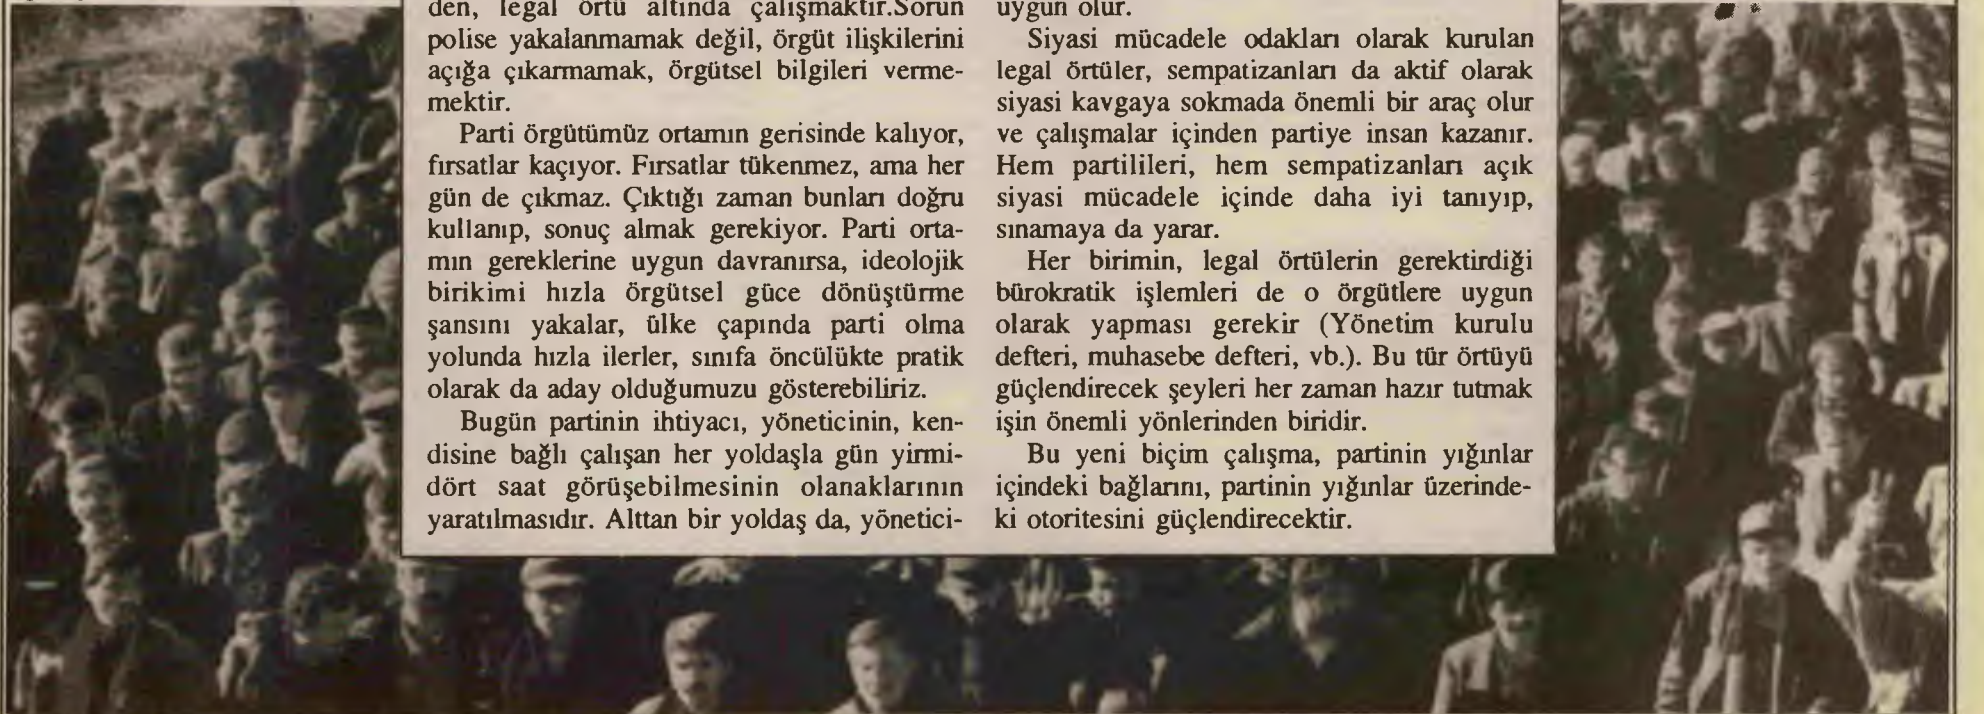 den, legal örtü altında çalışmaktır.Sorun
polise yakalanmamak değil, örgüt ilişkilerini
açığa çıkarmamak, örgütsel bilgileri verme-
mektir.
Parti örgütümüz ortamın gerisinde kalıyor,
fırsatlar kaçıyor. Fırsatlar tükenmez, ama her
gün de çıkmaz. Çıktığı zaman bunları doğru
kullanıp, sonuç almak gerekiyor. Parti orta-
mın gereklerine uygun davranırsa, ideolojik
birikimi hızla örgütsel güce dönüştürme
şansını yakalar, ülke çapında parti olma
yolunda hızla ilerler, sınıfa öncülükte pratik
olarak da aday olduğumuzu gösterebiliriz.
Bugün partinin ihtiyacı, yöneticinin, ken-
disine bağlı çalışan her yoldaşla gün yirmi-
dört saat görüşebilmesinin olanaklarının
yaratılmasıdır. Alttan bir yoldaş da, yönetici-
uygun olur.
Siyasi mücadele odakları olarak kurulan
legal örtüler, sempatizanları da aktif olarak
siyasi kavgaya sokmada önemli bir araç olur
ve çalışmalar içinden partiye insan kazanır.
Hem partilileri, hem sempatizanları açık
siyasi mücadele içinde daha iyi tanıyıp,
sınamaya da yarar.
Her birimin, legal örtülerin gerektirdiği
bürokratik işlemleri de o örgütlere uygun
olarak yapması gerekir (Yönetim kurulu
defteri, muhasebe defteri, vb.). Bu tür örtüyü
güçlendirecek şeyleri her zaman hazır tutmak
işin önemli yönlerinden biridir.
Bu yeni biçim çalışma, partinin yığınlar
içindeki bağlarını, partinin yığınlar üzerinde-
ki otoritesini güçlendirecektir.